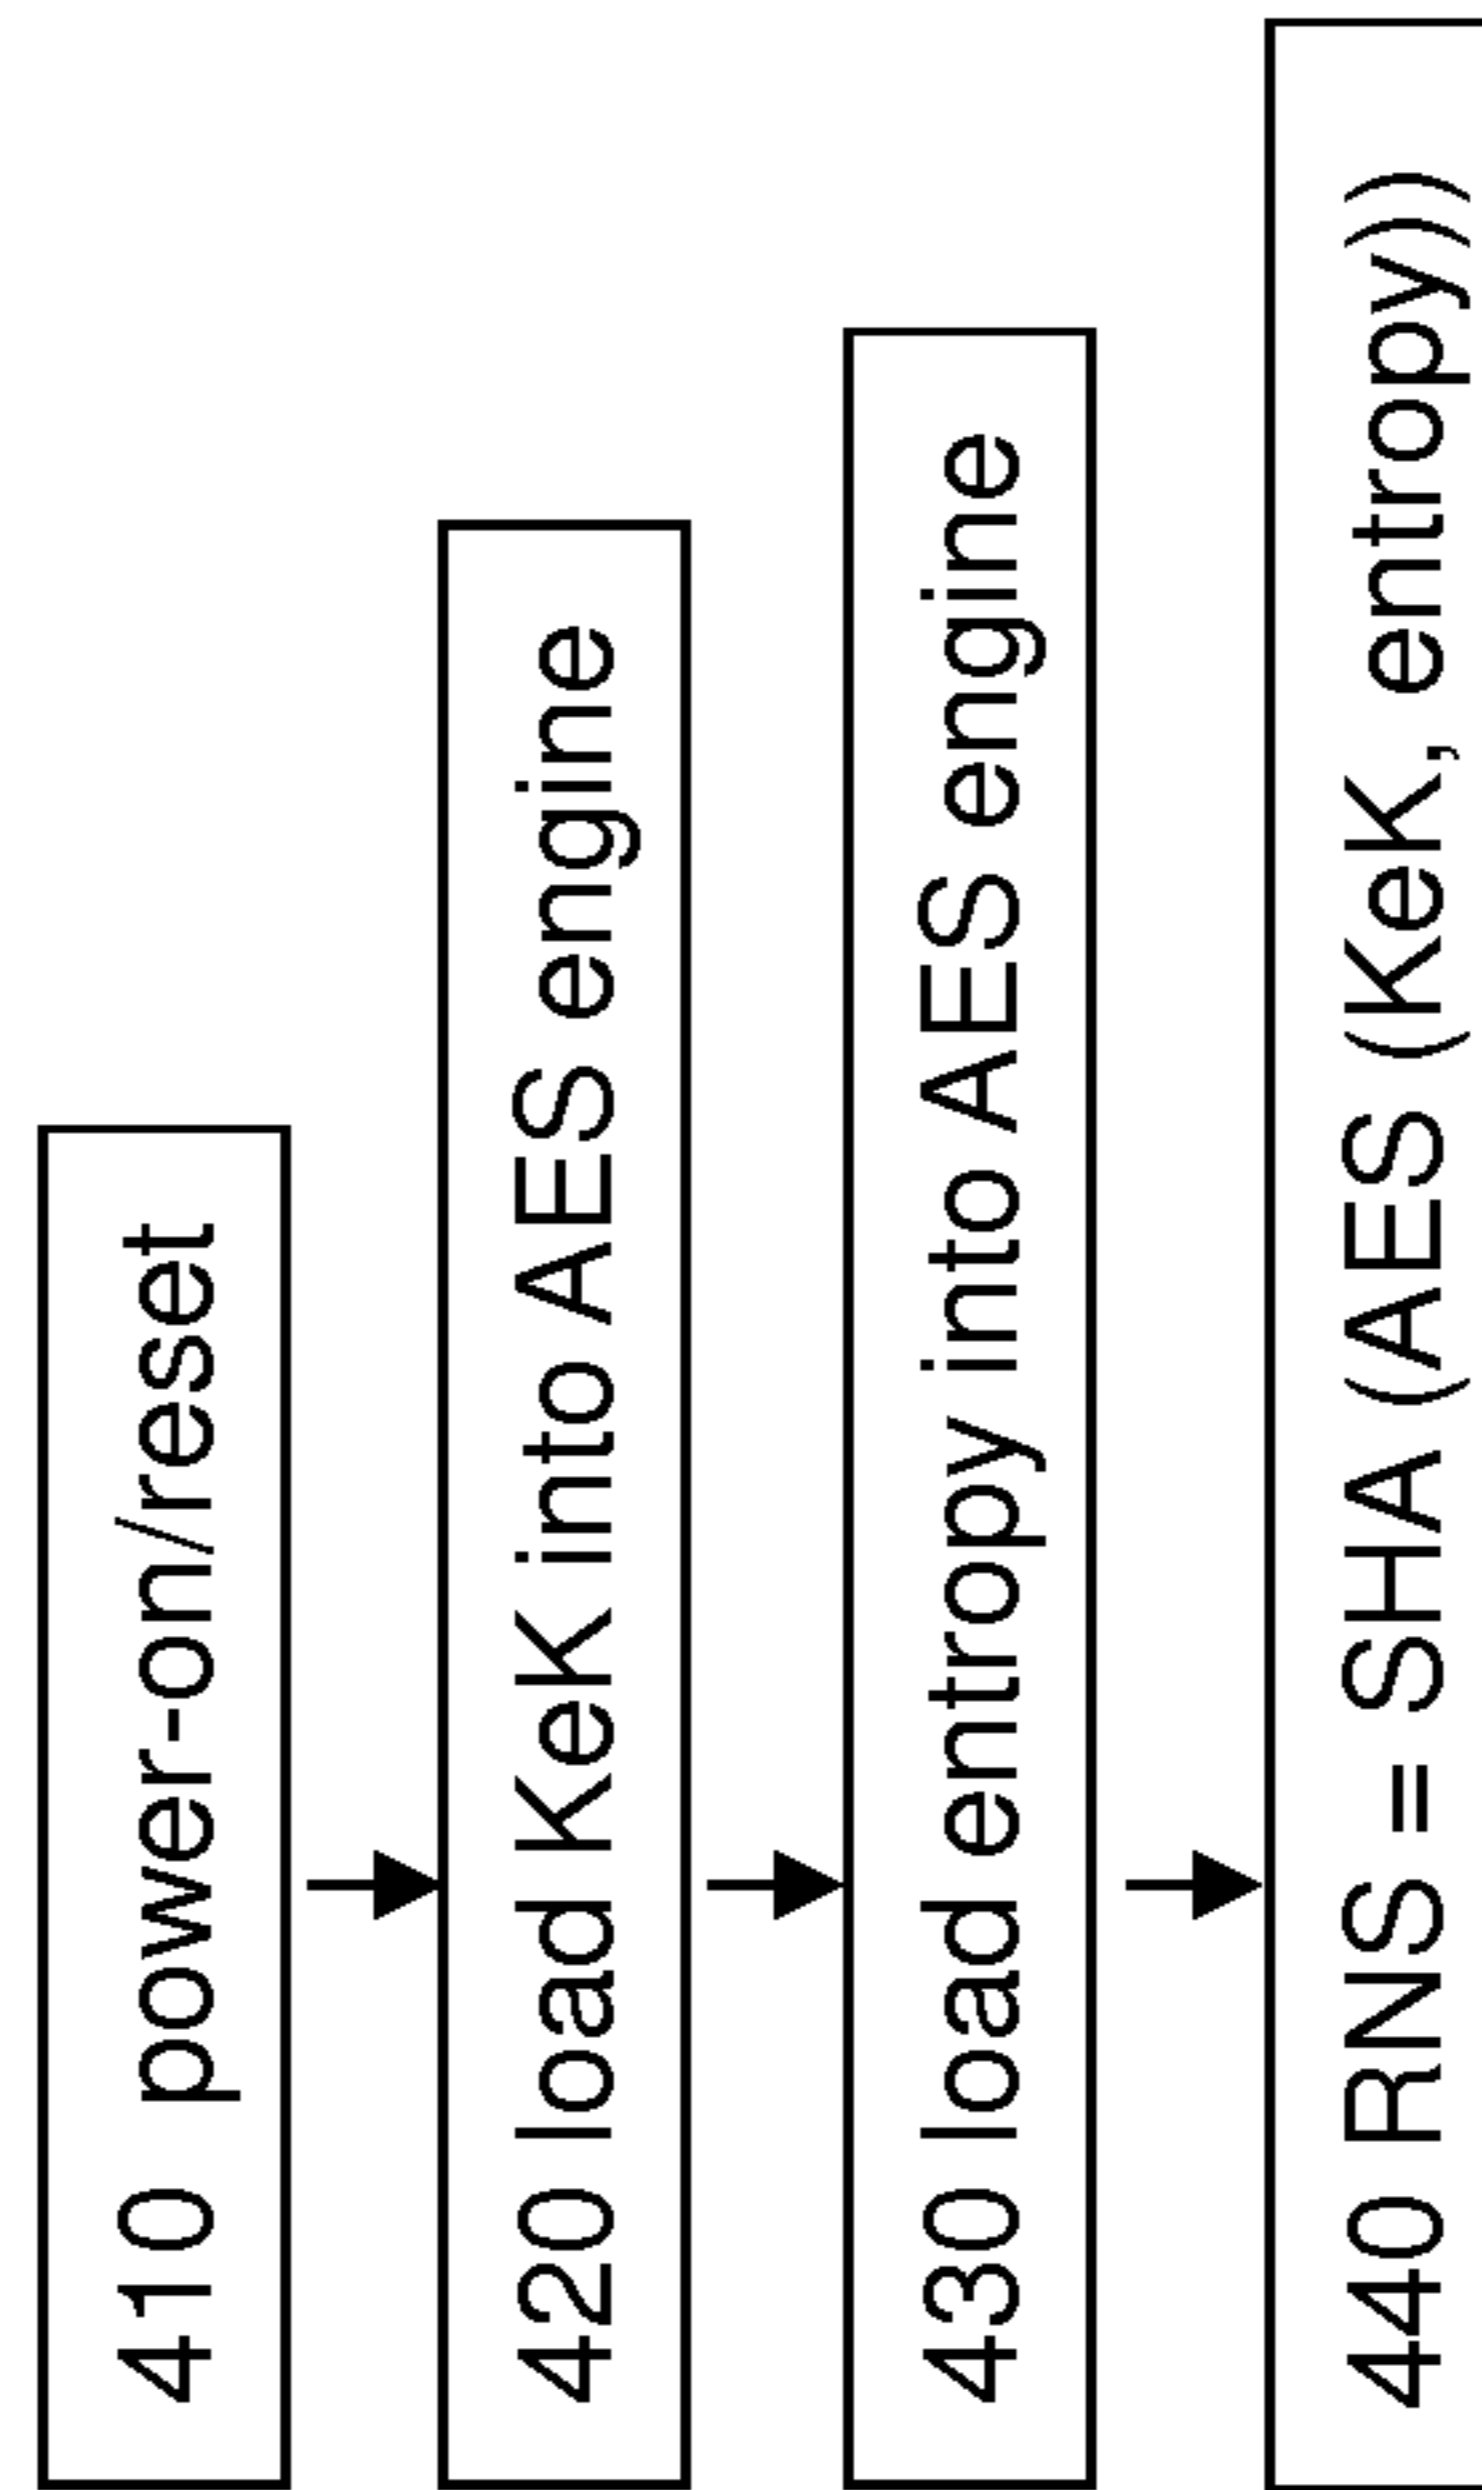 410 power-on/reset
420 load KeK into AES engine
430 load entropy into AES engine
440 RNS = SHA (AES (KeK, entropy))